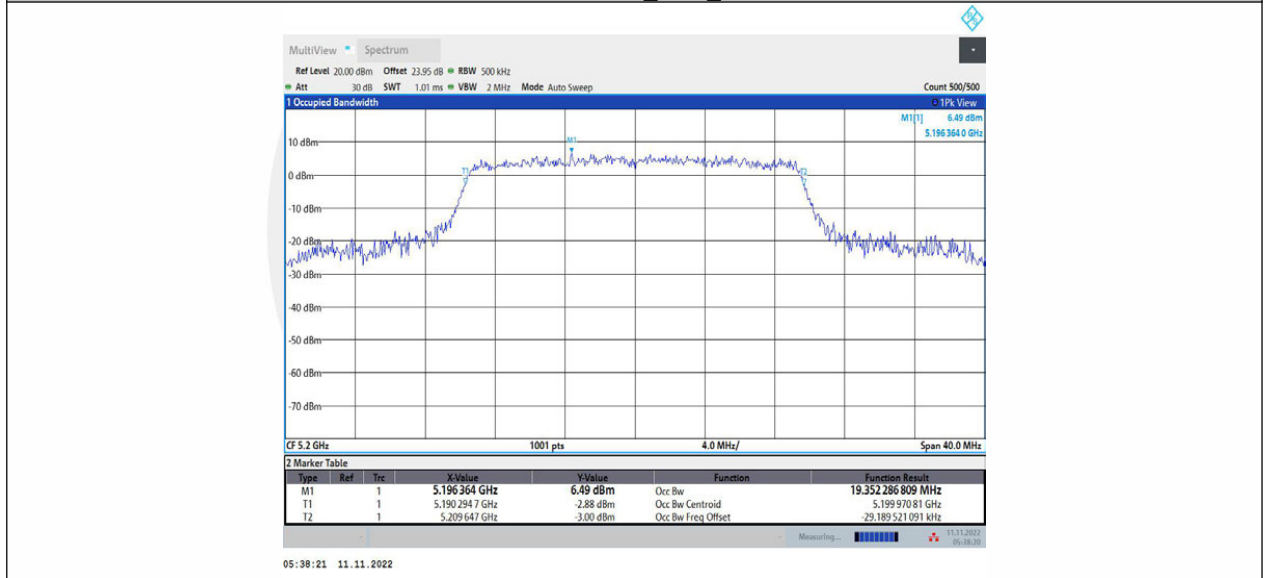 MultiView Spectrum
Ref Level 20.00 dBm Offset 23.95 dB RBW 500 kHz
Att 30 dB SWT 1.01 ms VBW 2 MHz Mode Auto Sweep Count 500/500
1 Occupied Bandwidth 1Pk View
M1[1] 6.49 dBm
5.196 364 0 GHz
10 dBm
M1
T1 T2
0 dBm
-10 dBm
-20 dBm
-30 dBm
-40 dBm
-50 dBm
-60 dBm
-70 dBm
CF 5.2 GHz 1001 pts 4.0 MHz/ Span 40.0 MHz
2 Marker Table
Type Ref Trc X-Value Y-Value Function Function Result
M1 1 5.196 364 GHz 6.49 dBm Occ Bw 19.352 286 809 MHz
T1 1 5.190 294 7 GHz -2.88 dBm Occ Bw Centroid 5.199 970 81 GHz
T2 1 5.209 647 GHz -3.00 dBm Occ Bw Freq Offset -29.189 521 091 kHz
Measuring... 11.11.2022
05:38:20
05:38:21 11.11.2022